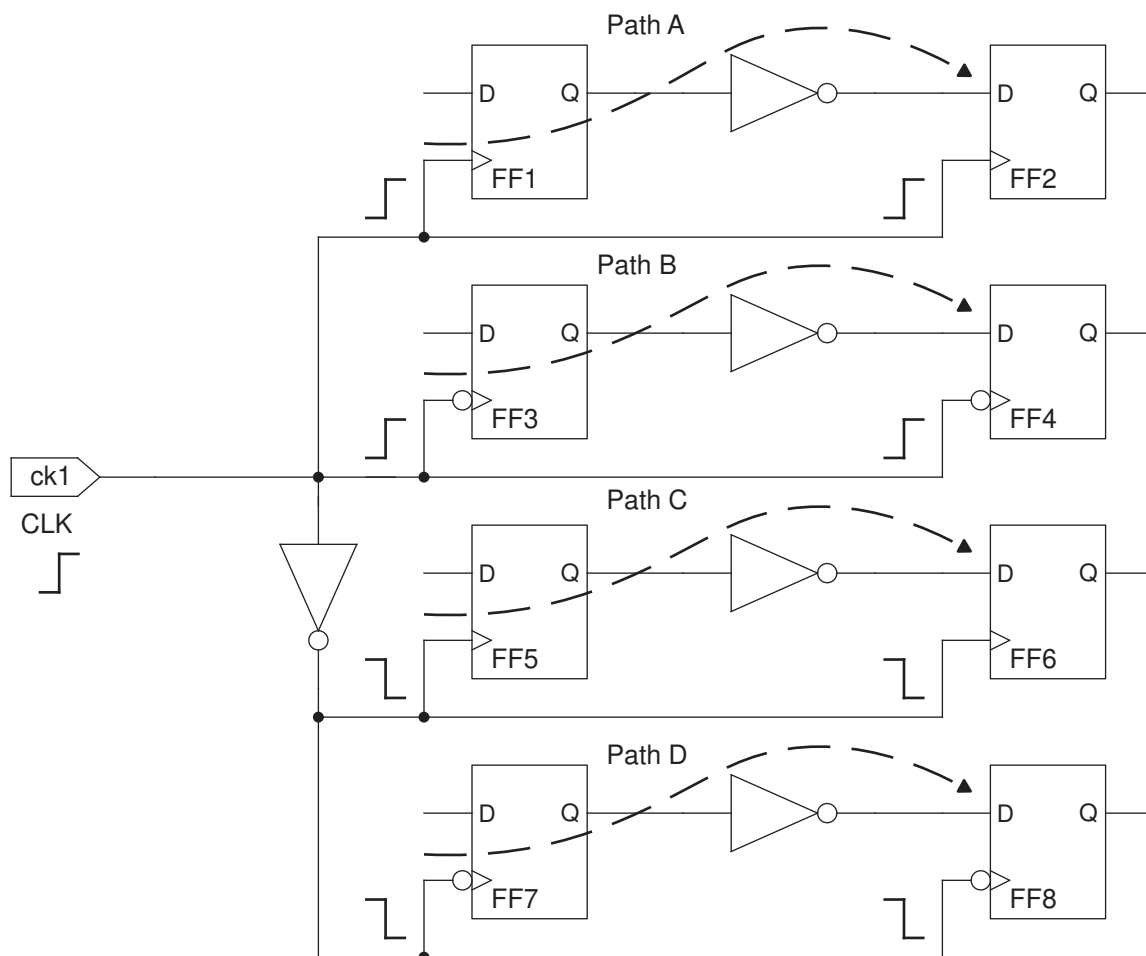 Path A
D Q
FF1
D Q
FF2
Path B
D Q
FF3
D Q
FF4
ck1
CLK
Path C
D Q
FF5
D Q
FF6
Path D
D Q
FF7
D Q
FF8